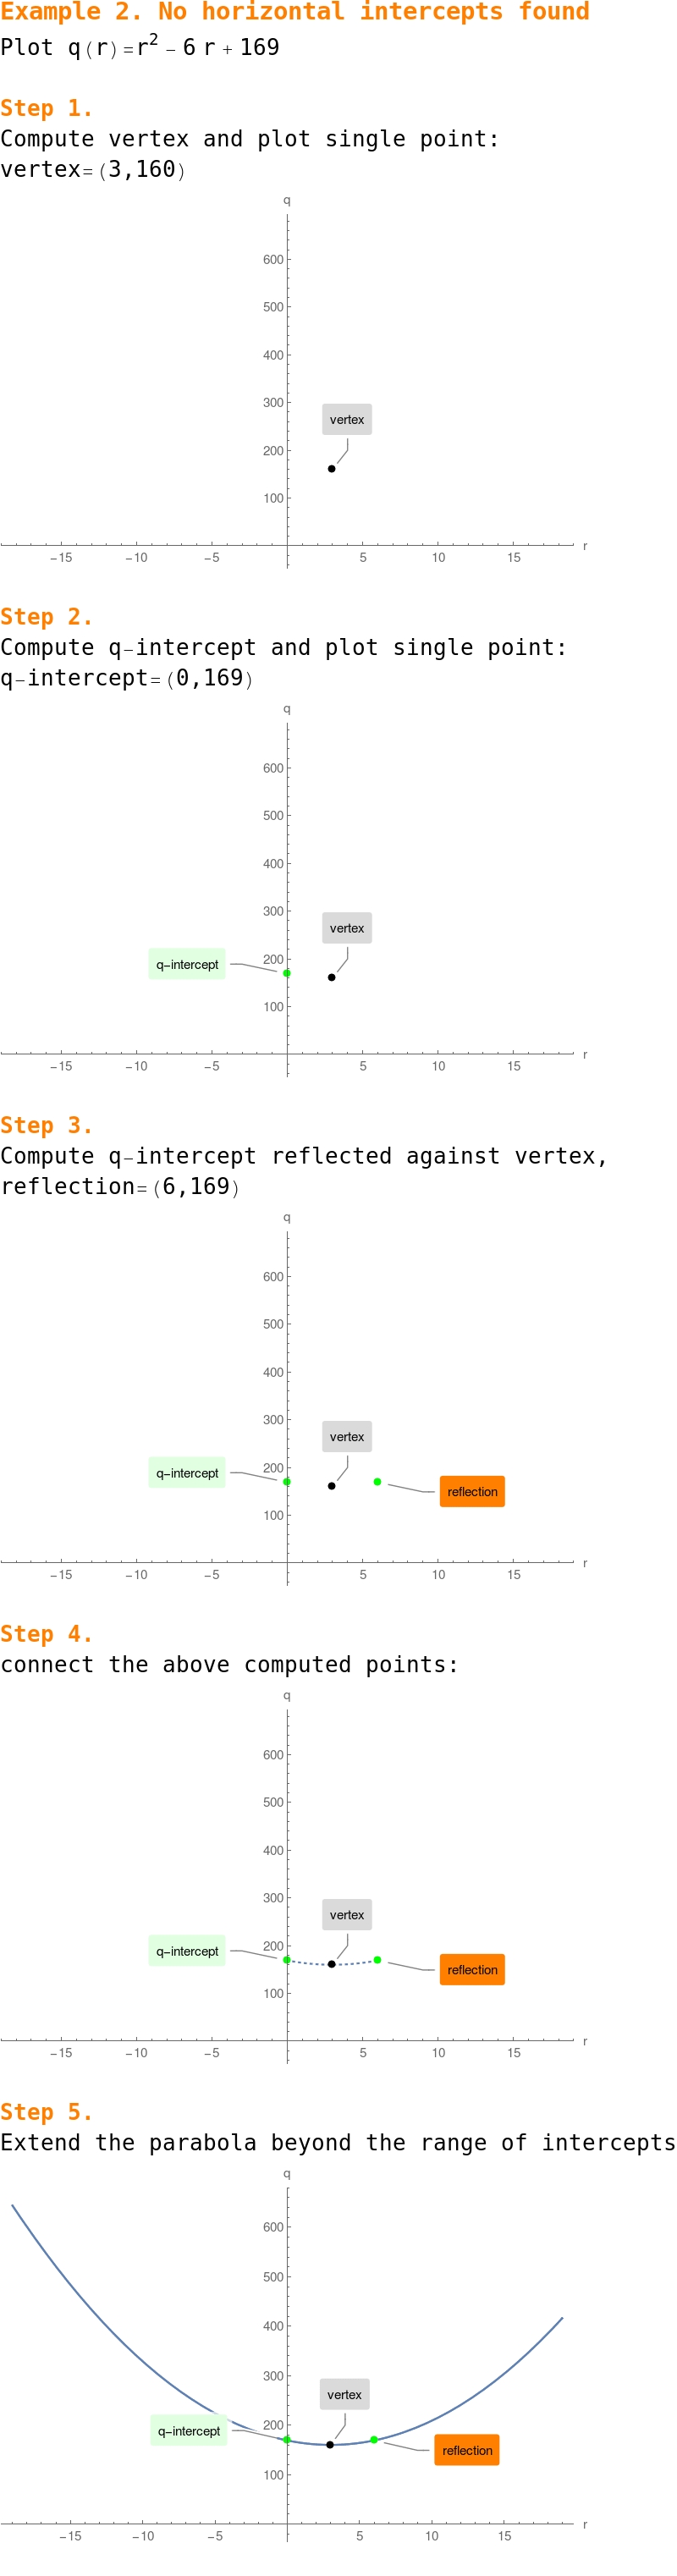 Example 2. No horizontal intercepts found
Plot q(r)=r² - 6 r + 169
Step 1.
Compute vertex and plot single point:
vertex=(3,160)
q
600
500
400
300
vertex
200
100
r
-15 -10 -5 5 10 15
Step 2.
Compute q-intercept and plot single point:
q-intercept=(0,169)
q
600
500
400
300
vertex
200
q-intercept
100
r
-15 -10 -5 5 10 15
Step 3.
Compute q-intercept reflected against vertex,
reflection=(6,169)
q
600
500
400
300
vertex
200
q-intercept
reflection
100
r
-15 -10 -5 5 10 15
Step 4.
connect the above computed points:
q
600
500
400
300
vertex
200
q-intercept
reflection
100
r
-15 -10 -5 5 10 15
Step 5.
Extend the parabola beyond the range of intercepts
q
600
500
400
300
vertex
200
q-intercept
reflection
100
r
-15 -10 -5 5 10 15